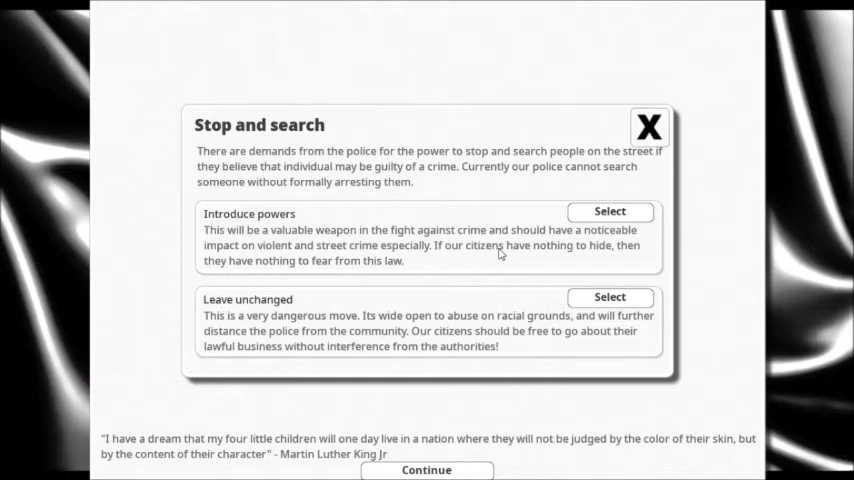 Stop and search
X
There are demands from the police for the power to stop and search people on the street if
they believe that individual may be guilty of a crime. Currently our police cannot search
someone without formally arresting them.
Introduce powers
Select
This will be a valuable weapon in the fight against crime and should have a noticeable
impact on violent and street crime especially. If our citizens have nothing to hide, then
they have nothing to fear from this law.
Leave unchanged
Select
This is a very dangerous move. Its wide open to abuse on racial grounds, and will further
distance the police from the community. Our citizens should be free to go about their
lawful business without interference from the authorities!
"I have a dream that my four little children will one day live in a nation where they will not be judged by the color of their skin, but
by the content of their character" - Martin Luther King Jr
Continue